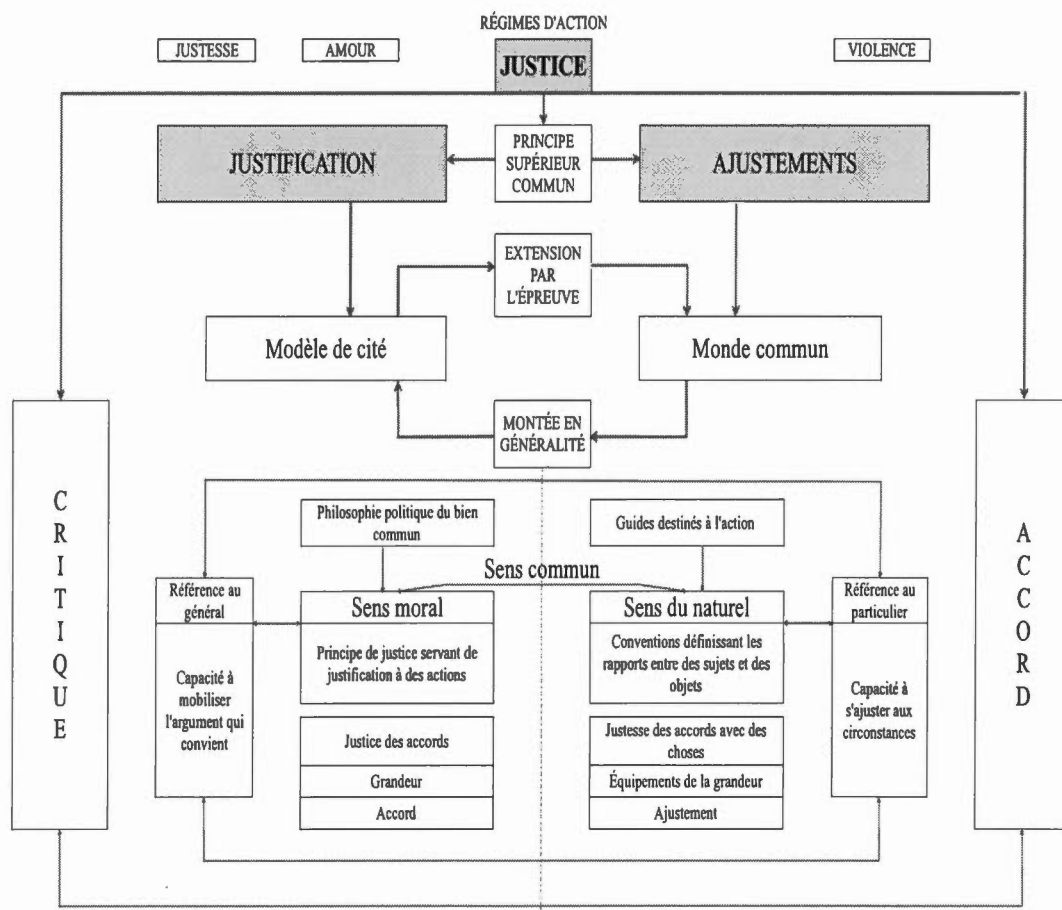 RÉGIMES D'ACTION
JUSTESSE
AMOUR
JUSTICE
VIOLENCE
JUSTIFICATION
PRINCIPE
SUPÉRIEUR
COMMUN
AJUSTEMENTS
EXTENSION
PAR
L'ÉPREUVE
Modèle de cité
Monde commun
MONTÉE EN
GÉNÉRALITÉ
CRITIQUE
ACCORD
Philosophie politique du bien
commun
Guides destinés à l'action
Sens commun
Référence au
général
Sens moral
Sens du naturel
Référence au
particulier
Capacité à
mobiliser
l'argument qui
convient
Principe de justice servant de
justification à des actions
Conventions définissant les
rapports entre des sujets et des
objets
Capacité à
s'ajuster aux
circonstances
Justice des accords
Grandeur
Accord
Justesse des accords avec des
choses
Équipements de la grandeur
Ajustement